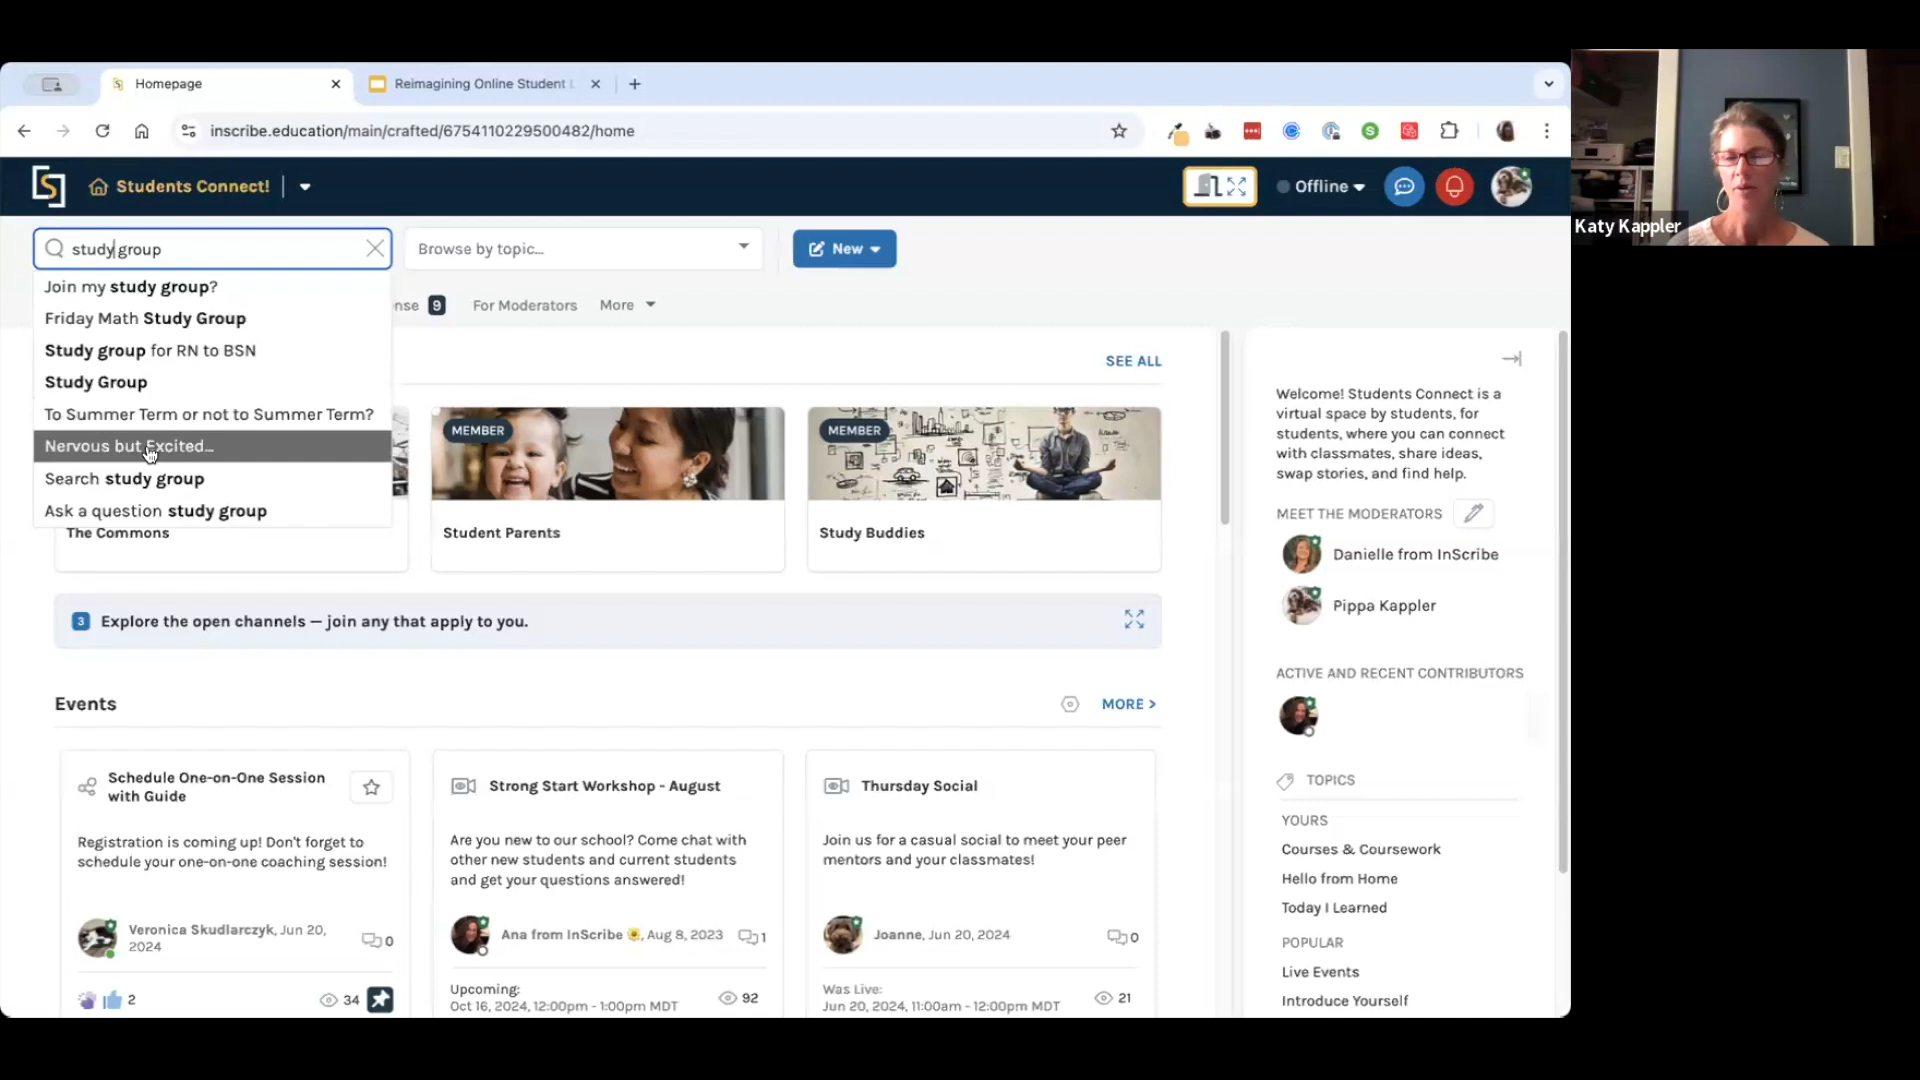 Homepage
Reimagining Online Student
inscribe.education/main/crafted/6754110229500482/home
Students Connect!
Offline
Katy Kappler
study group
Browse by topic...
New
Join my study group?
nse 9
For Moderators
More
Friday Math Study Group
Study group for RN to BSN
SEE ALL
Study Group
To Summer Term or not to Summer Term?
Nervous but Excited...
Search study group
Ask a question study group
MEMBER
MEMBER
The Commons
Student Parents
Study Buddies
3 Explore the open channels — join any that apply to you.
Events
MORE >
Schedule One-on-One Session
with Guide
Registration is coming up! Don't forget to
schedule your one-on-one coaching session!
Veronica Skudlarczyk, Jun 20,
2024
0
2
34
Strong Start Workshop - August
Are you new to our school? Come chat with
other new students and current students
and get your questions answered!
Ana from InScribe 🌼, Aug 8, 2023
1
Upcoming:
Oct 16, 2024, 12:00pm - 1:00pm MDT
92
Thursday Social
Join us for a casual social to meet your peer
mentors and your classmates!
Joanne, Jun 20, 2024
0
Was Live:
Jun 20, 2024, 11:00am - 12:00pm MDT
21
Welcome! Students Connect is a
virtual space by students, for
students, where you can connect
with classmates, share ideas,
swap stories, and find help.
MEET THE MODERATORS
Danielle from InScribe
Pippa Kappler
ACTIVE AND RECENT CONTRIBUTORS
TOPICS
YOURS
Courses & Coursework
Hello from Home
Today I Learned
POPULAR
Live Events
Introduce Yourself